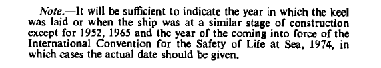 Note.—It will be sufficient to indicate the year in which the keel
was laid or when the ship was at a similar stage of construction
except for 1952, 1965 and the year of the coming into force of the
International Convention for the Safety of Life at Sea, 1974, in
which cases the actual date should be given.